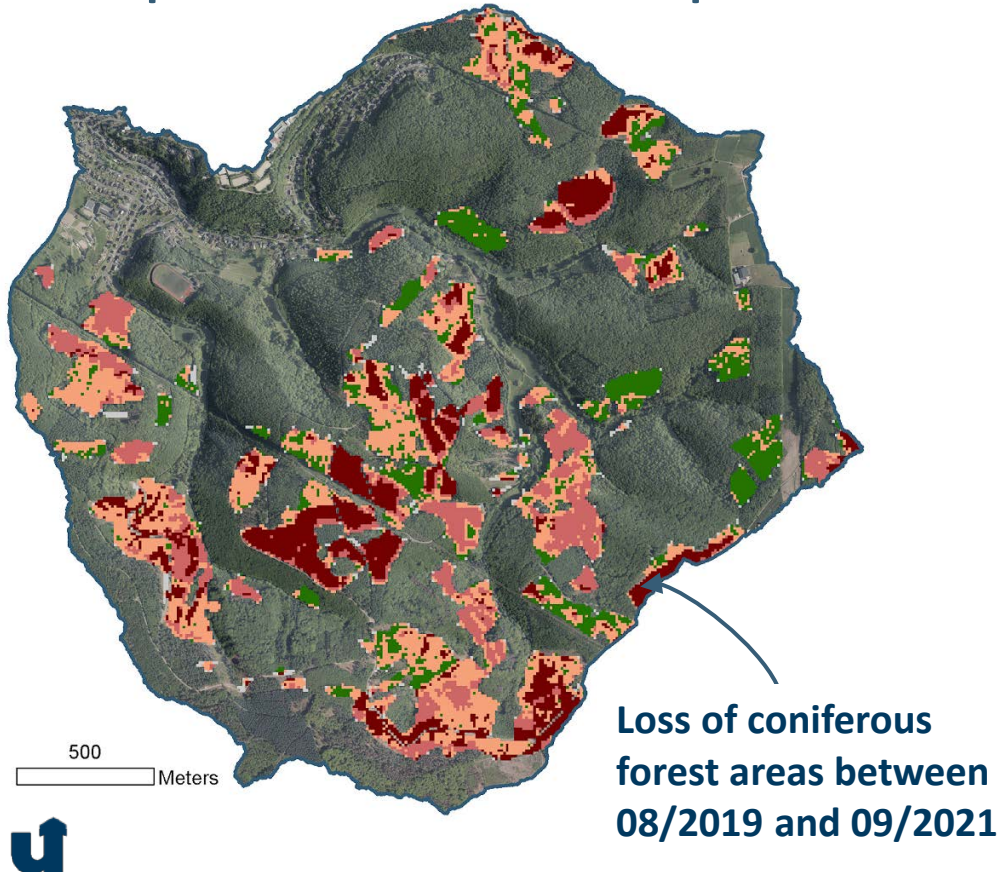 500
Meters
Loss of coniferous
forest areas between
08/2019 and 09/2021